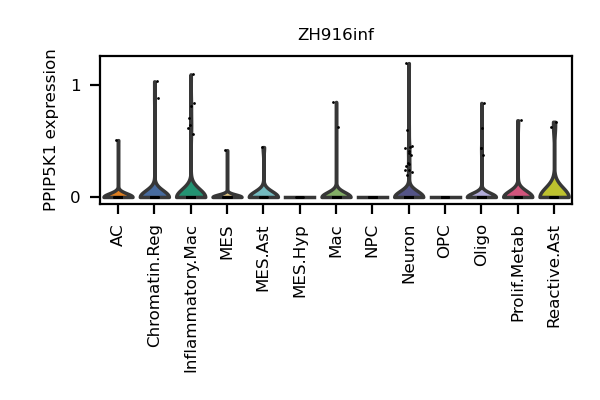 ZH916inf
PPIP5K1 expression
1
0
AC
Chromatin.Reg
Inflammatory.Mac
MES
MES.Ast
MES.Hyp
Mac
NPC
Neuron
OPC
Oligo
Prolif.Metab
Reactive.Ast